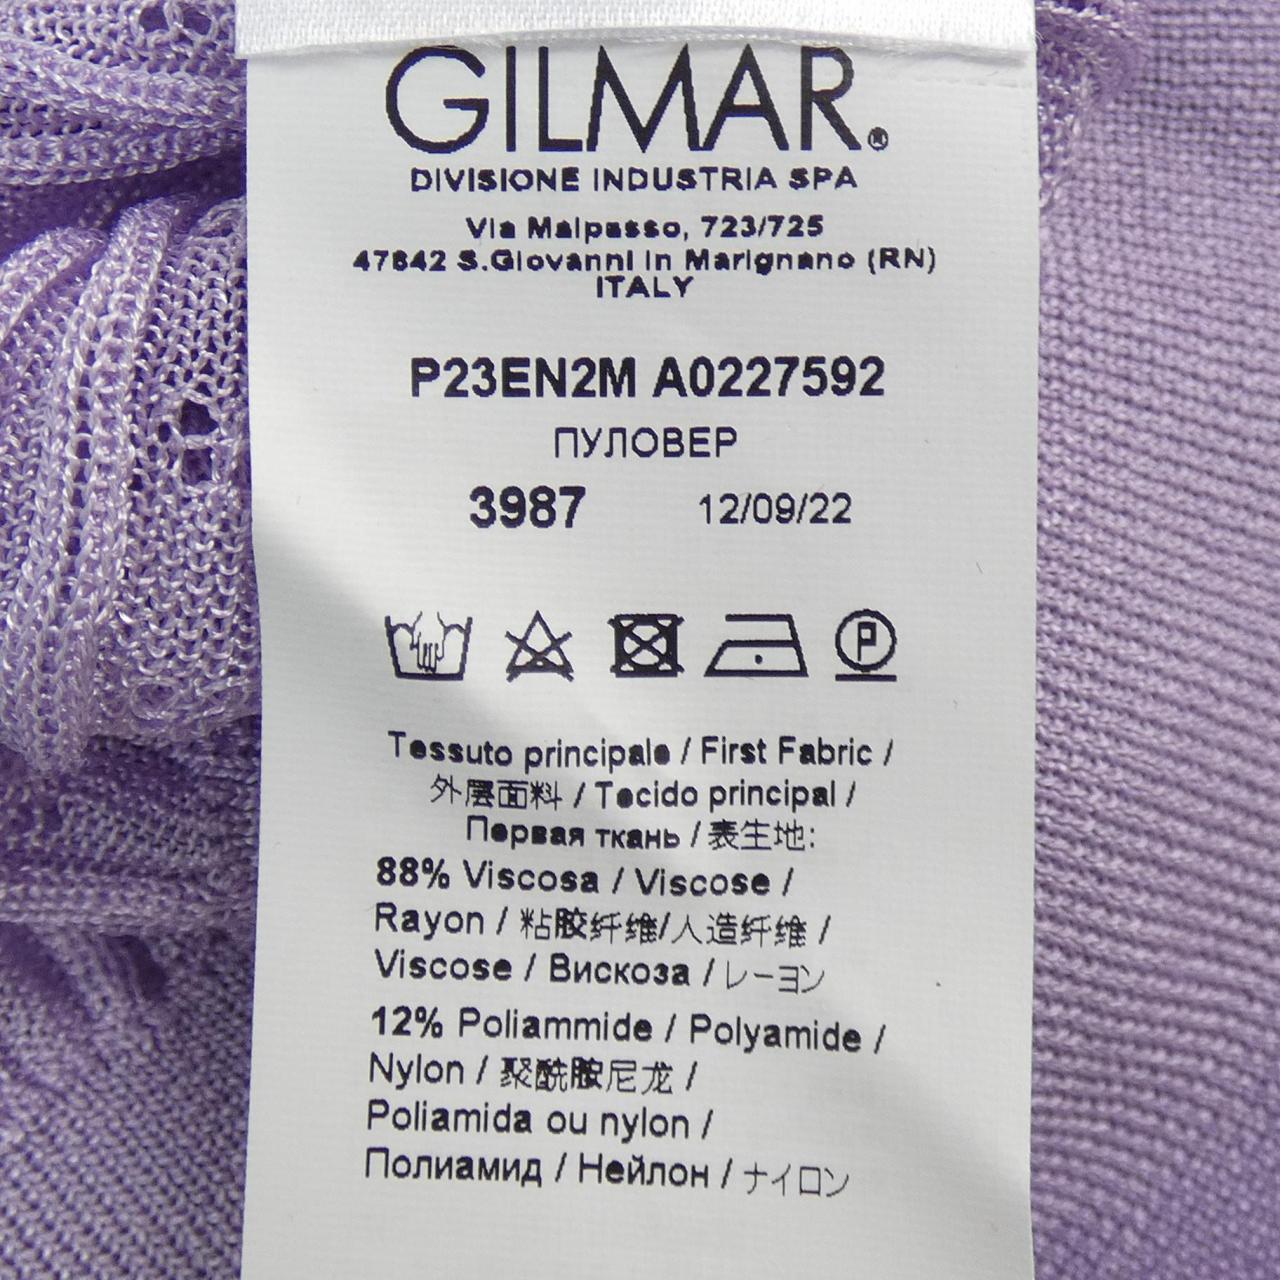 GILMAR.®
DIVISIONE INDUSTRIA SPA
Via Malpasso, 723/725
47842 S.Giovanni in Marignano (RN)
ITALY
P23EN2M A0227592
ПУЛОВЕР
3987 12/09/22
P
Tessuto principale / First Fabric /
外层面料 / Tecido principal /
Первая ткань / 表生地:
88% Viscosa / Viscose /
Rayon / 粘胶纤维/人造纤维 /
Viscose / Вискоза / レーヨン
12% Poliammide / Polyamide /
Nylon / 聚酰胺尼龙 /
Poliamida ou nylon /
Полиамид / Нейлон / ナイロン